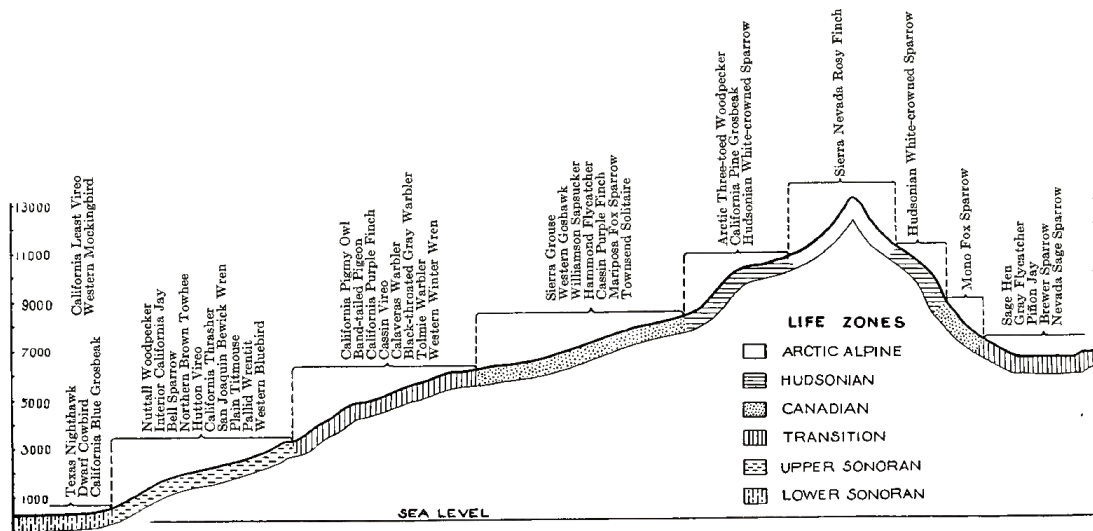 13000
11000
9000
7000
5000
3000
1000
Texas Nighthawk
Dwarf Cowbird
California Blue Grosbeak
California Least Vireo
Western Mockingbird
Nuttall Woodpecker
Interior California Jay
Bell Sparrow
Northern Brown Towhee
Hutton Vireo
California Thrasher
San Joaquin Bewick Wren
Plain Titmouse
Pallid Wrentit
Western Bluebird
California Pigmy Owl
Band-tailed Pigeon
California Purple Finch
Cassin Vireo
Calaveras Warbler
Black-throated Gray Warbler
Tolmie Warbler
Western Winter Wren
Sierra Grouse
Western Goshawk
Williamson Sapsucker
Hammond Flycatcher
Cassin Purple Finch
Mariposa Fox Sparrow
Townsend Solitaire
Arctic Three-toed Woodpecker
California Pine Grosbeak
Hudsonian White-crowned Sparrow
Sierra Nevada Rosy Finch
Hudsonian White-crowned Sparrow
Mono Fox Sparrow
Sage Hen
Gray Flycatcher
Piñon Jay
Brewer Sparrow
Nevada Sage Sparrow
LIFE ZONES
ARCTIC ALPINE
HUDSONIAN
CANADIAN
TRANSITION
UPPER SONORAN
LOWER SONORAN
SEA LEVEL